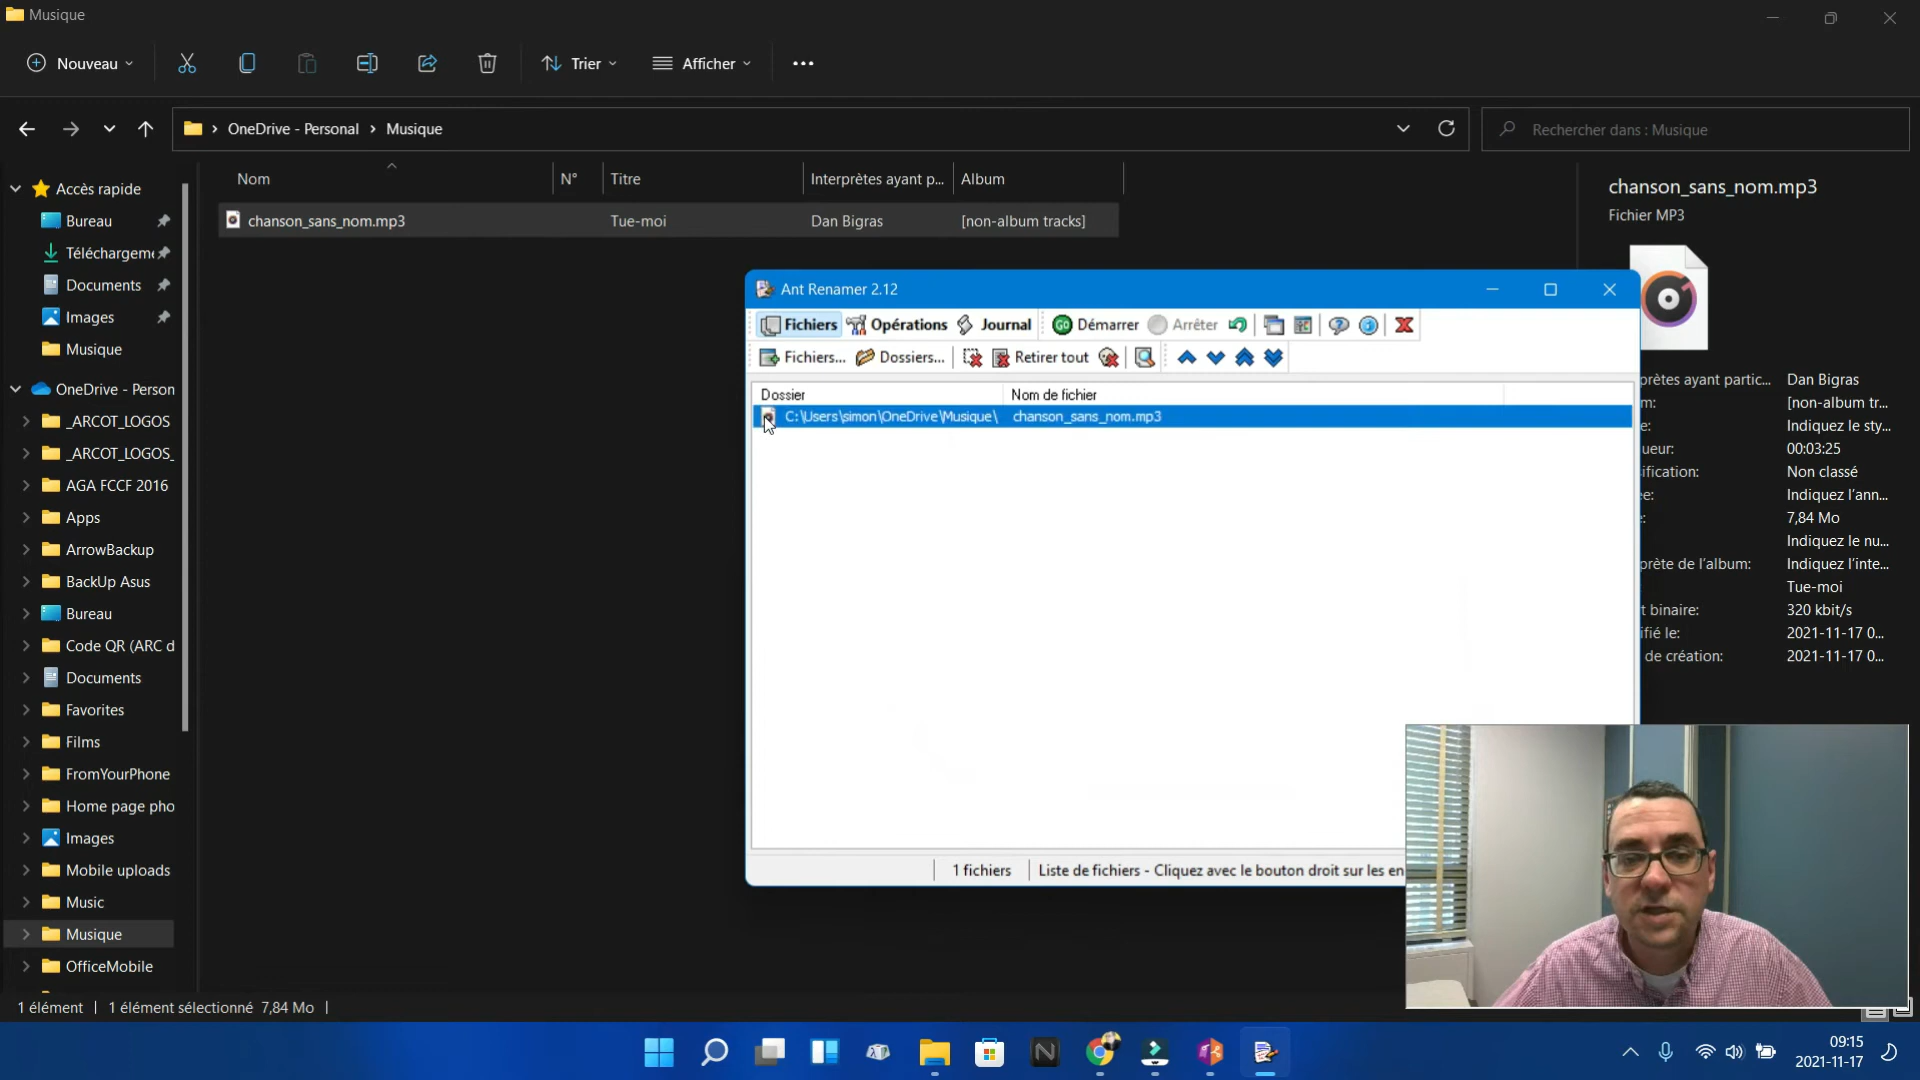 Musique
Nouveau
Trier
Afficher
OneDrive - Personal > Musique
Rechercher dans : Musique
Nom
N°
Titre
Interprètes ayant p...
Album
chanson_sans_nom.mp3
Tue-moi
Dan Bigras
[non-album tracks]
Accès rapide
Bureau
Téléchargeme
Documents
Images
Musique
OneDrive - Person
_ARCOT_LOGOS
_ARCOT_LOGOS_
AGA FCCF 2016
Apps
ArrowBackup
BackUp Asus
Bureau
Code QR (ARC d
Documents
Favorites
Films
FromYourPhone
Home page pho
Images
Mobile uploads
Music
Musique
OfficeMobile
1 élément
1 élément sélectionné 7,84 Mo
Ant Renamer 2.12
Fichiers
Opérations
Journal
GO Démarrer
Arrêter
Fichiers...
Dossiers...
Retirer tout
Dossier
Nom de fichier
C:\Users\simon\OneDrive\Musique\
chanson_sans_nom.mp3
1 fichiers
Liste de fichiers - Cliquez avec le bouton droit sur les en
chanson_sans_nom.mp3
Fichier MP3
prètes ayant partic... Dan Bigras
m: [non-album tr...
e: Indiquez le sty...
ueur: 00:03:25
ification: Non classé
ee: Indiquez l'ann...
: 7,84 Mo
Indiquez le nu...
prète de l'album: Indiquez l'inte...
Tue-moi
t binaire: 320 kbit/s
ifié le: 2021-11-17 0...
de création: 2021-11-17 0...
09:15
2021-11-17